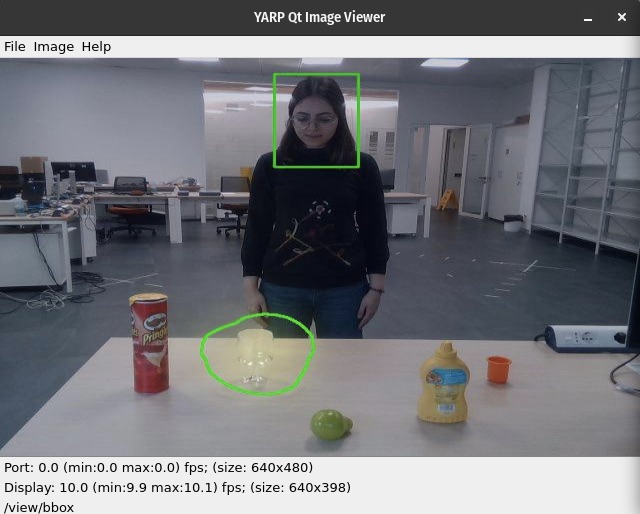 YARP Qt Image Viewer
File Image Help
Pringles
Port: 0.0 (min:0.0 max:0.0) fps; (size: 640x480)
Display: 10.0 (min:9.9 max:10.1) fps; (size: 640x398)
/view/bbox